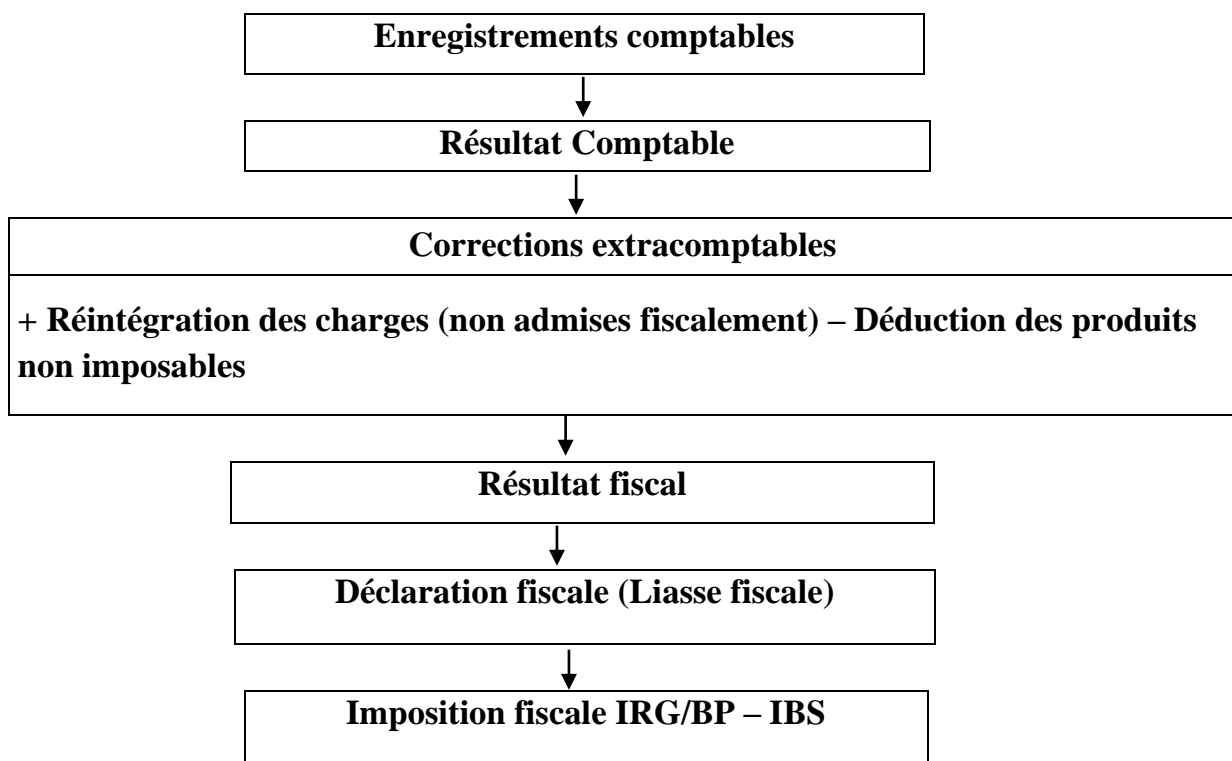 Enregistrements comptables
Résultat Comptable
Corrections extracomptables
+ Réintégration des charges (non admises fiscalement) – Déduction des produits
non imposables
Résultat fiscal
Déclaration fiscale (Liasse fiscale)
Imposition fiscale IRG/BP – IBS